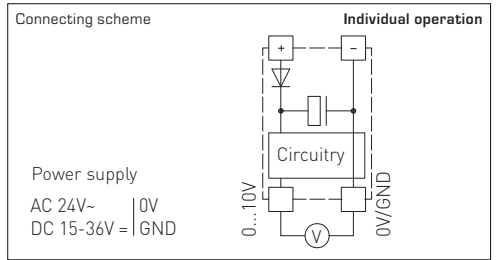 Connecting scheme
Individual operation
+ –
Circuitry
Power supply
AC 24V~ | 0V
DC 15-36V = | GND
0...10V
0V/GND
V